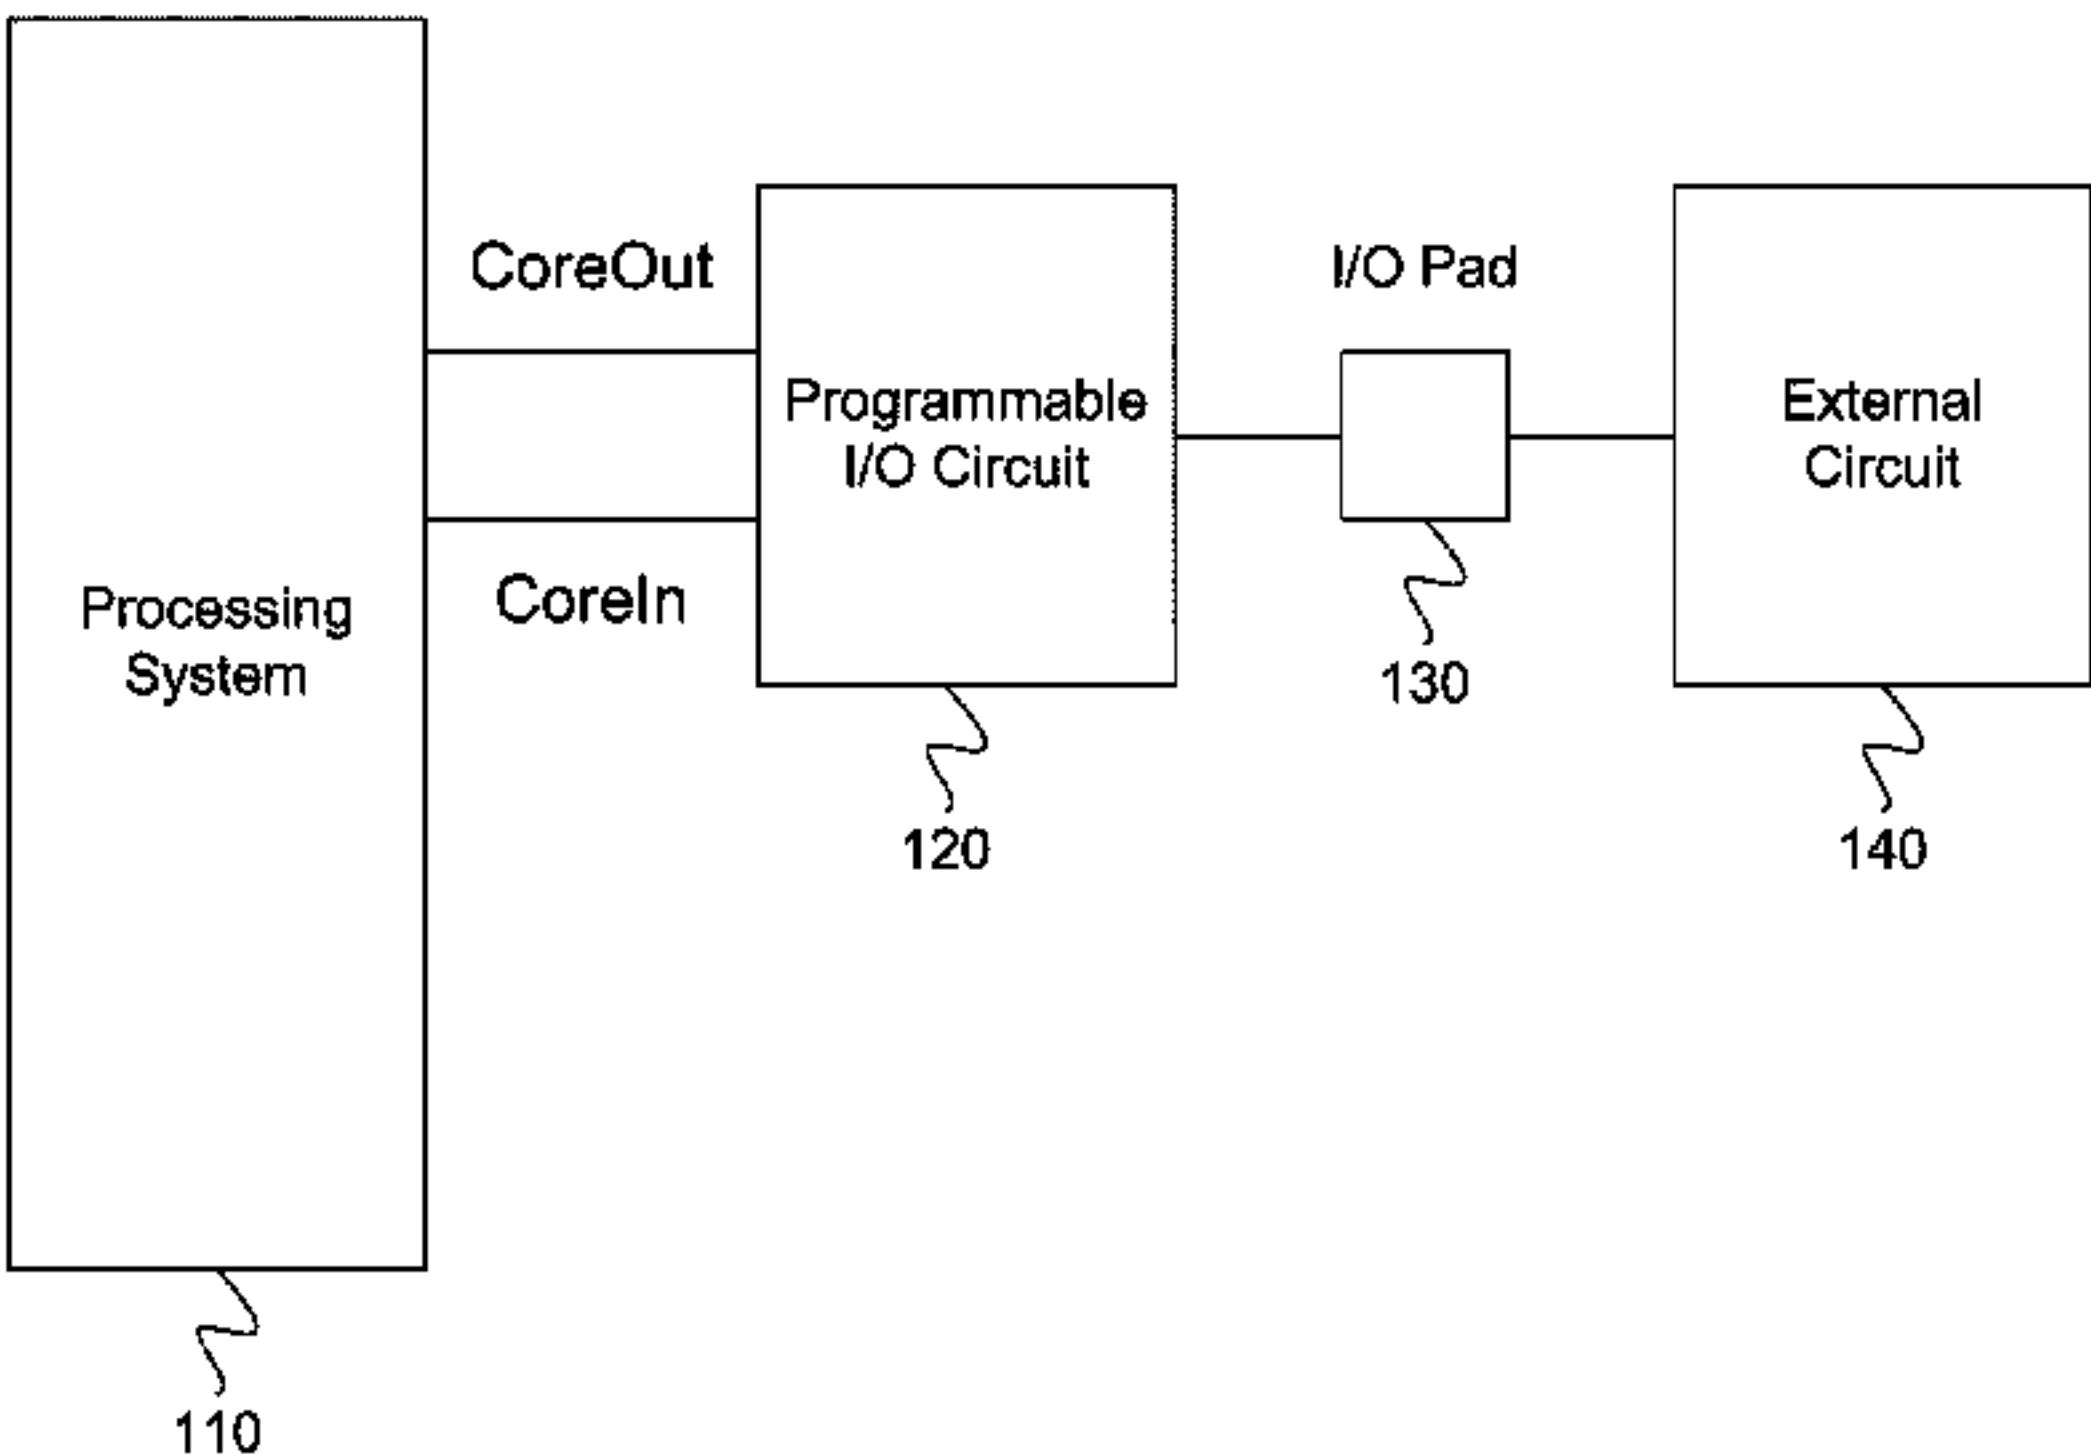 CoreOut
I/O Pad
Programmable
I/O Circuit
External
Circuit
Processing
System
CoreIn
130
120
140
110